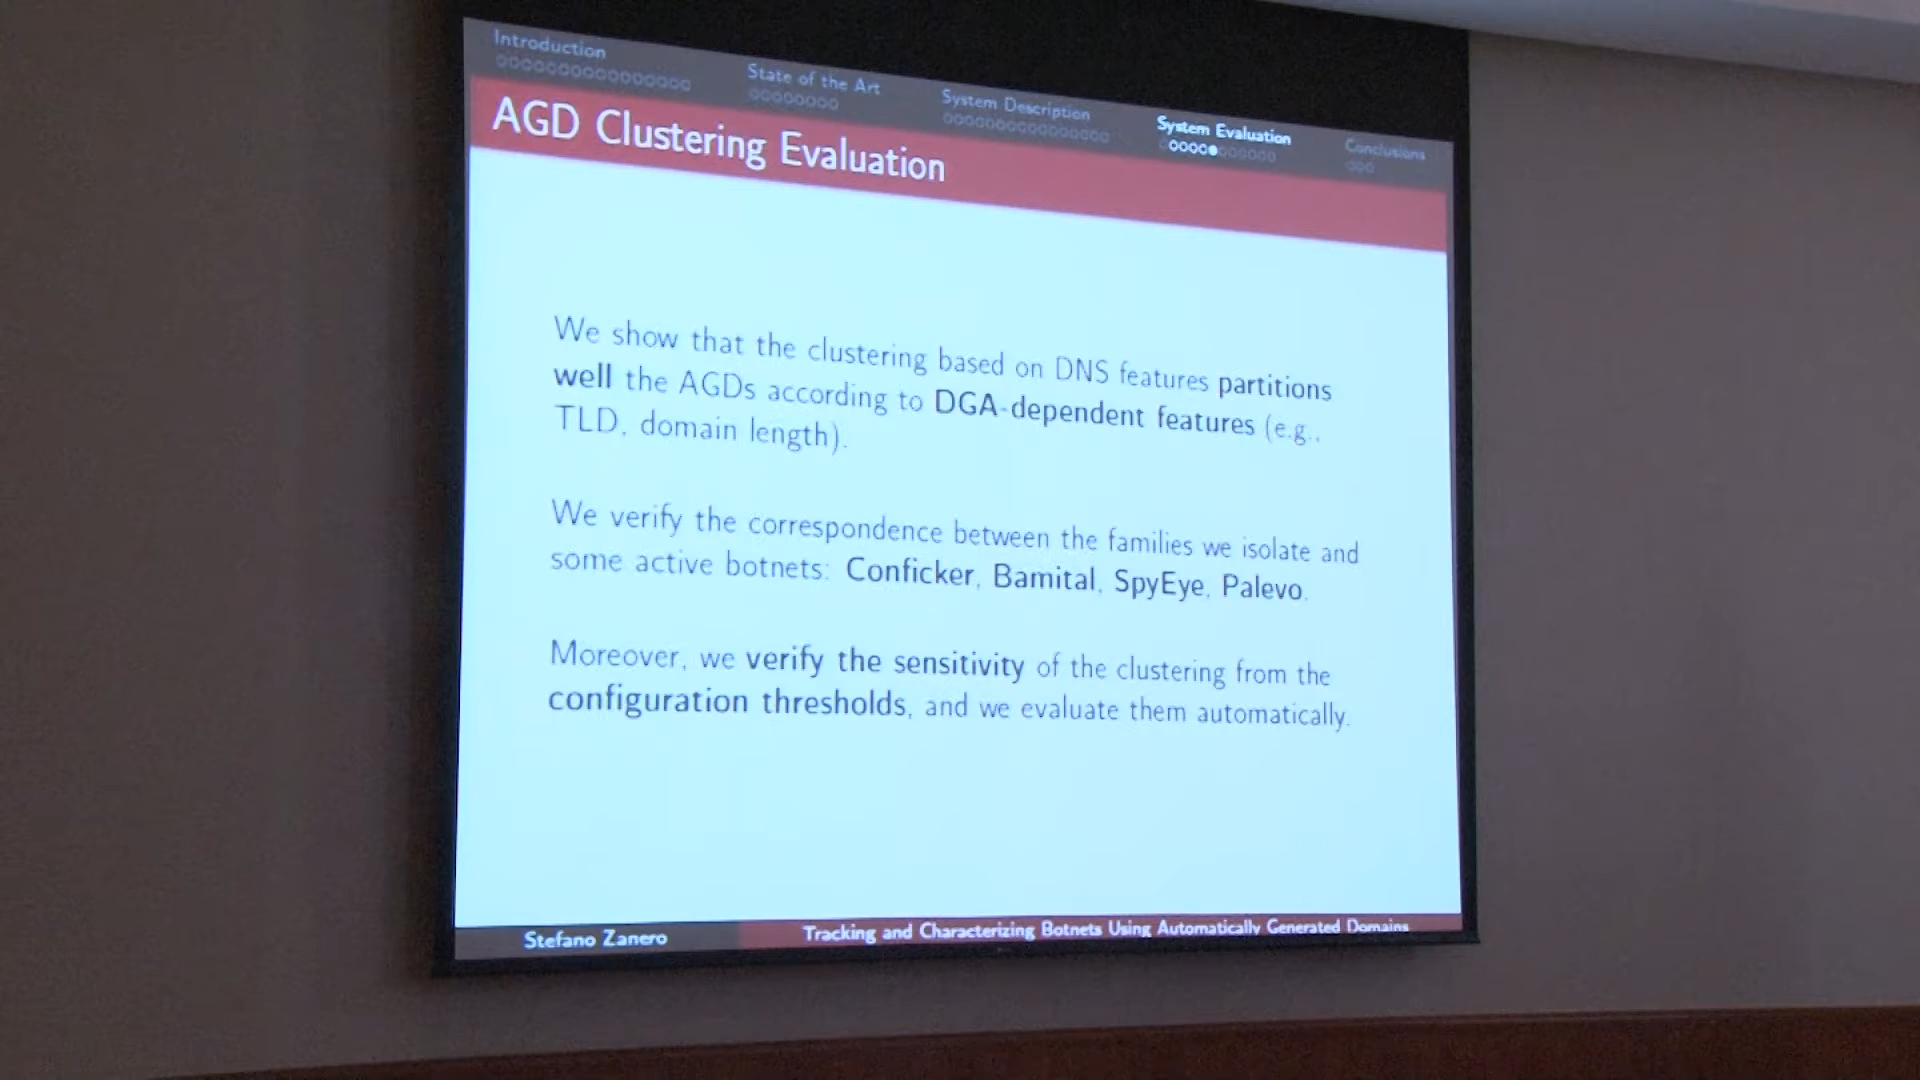 Introduction
State of the Art
System Description
System Evaluation
Conclusions
AGD Clustering Evaluation
We show that the clustering based on DNS features partitions
well the AGDs according to DGA-dependent features (e.g.,
TLD, domain length).
We verify the correspondence between the families we isolate and
some active botnets: Conficker, Bamital, SpyEye, Palevo.
Moreover, we verify the sensitivity of the clustering from the
configuration thresholds, and we evaluate them automatically.
Stefano Zanero
Tracking and Characterizing Botnets Using Automatically Generated Domains